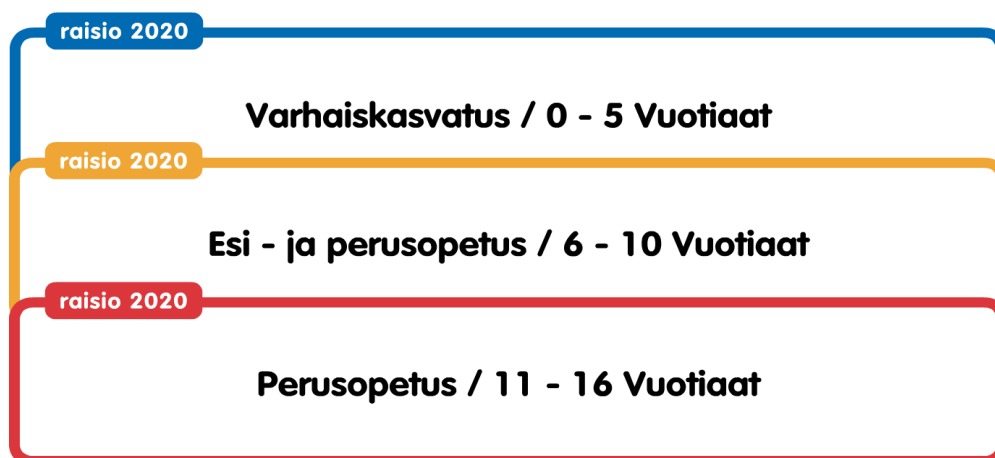 raisio 2020
Varhaiskasvatus / 0 - 5 Vuotiaat
raisio 2020
Esi - ja perusopetus / 6 - 10 Vuotiaat
raisio 2020
Perusopetus / 11 - 16 Vuotiaat